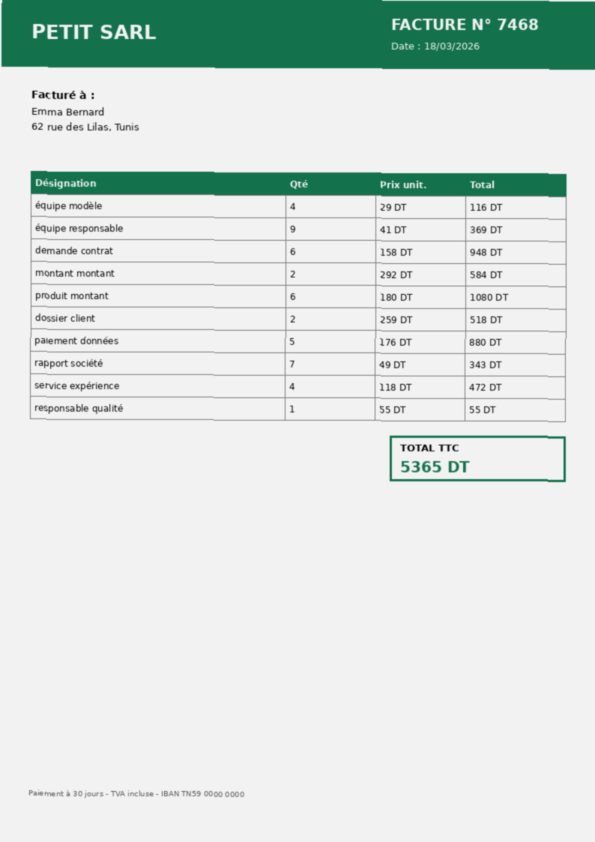 PETIT SARL
FACTURE N° 7468
Date : 18/03/2026
Facturé à :
Emma Bernard
62 rue des Lilas, Tunis
Désignation Qté Prix unit. Total
équipe modèle 4 29 DT 116 DT
équipe responsable 9 41 DT 369 DT
demande contrat 6 158 DT 948 DT
montant montant 2 292 DT 584 DT
produit montant 6 180 DT 1080 DT
dossier client 2 259 DT 518 DT
paiement données 5 176 DT 880 DT
rapport société 7 49 DT 343 DT
service expérience 4 118 DT 472 DT
responsable qualité 1 55 DT 55 DT
TOTAL TTC
5365 DT
Paiement à 30 jours - TVA incluse - IBAN TN59 0000 0000